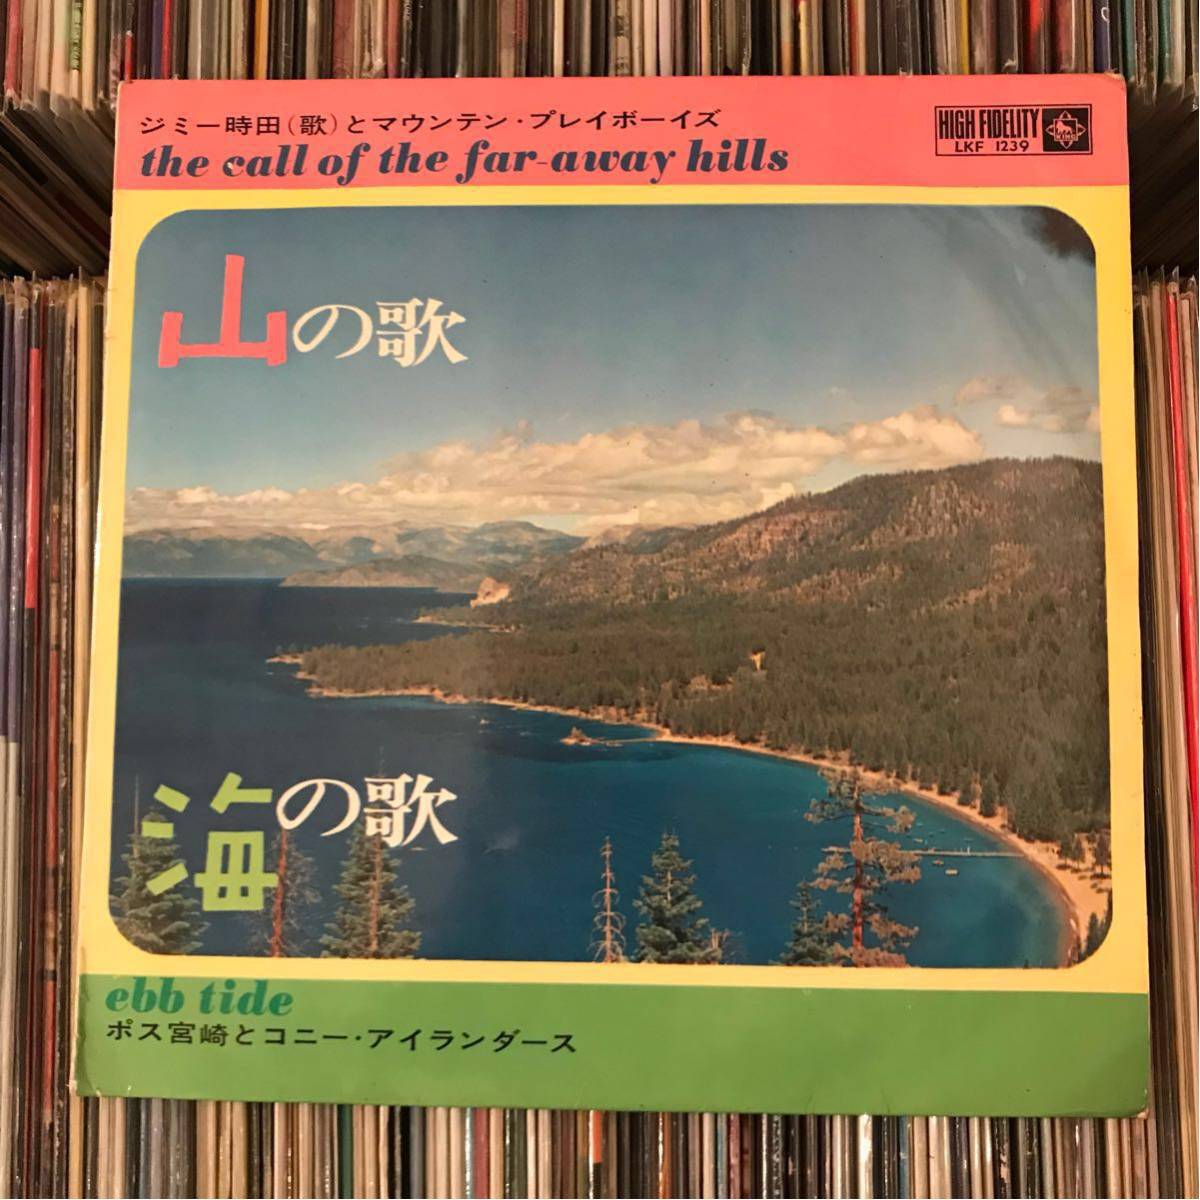 ジミー時田(歌)とマウンテン・プレイボーイズ
the call of the far-away hills
HIGH FIDELITY
LKF 1239
KING
山の歌
海の歌
ebb tide
ポス宮崎とコニー・アイランダース